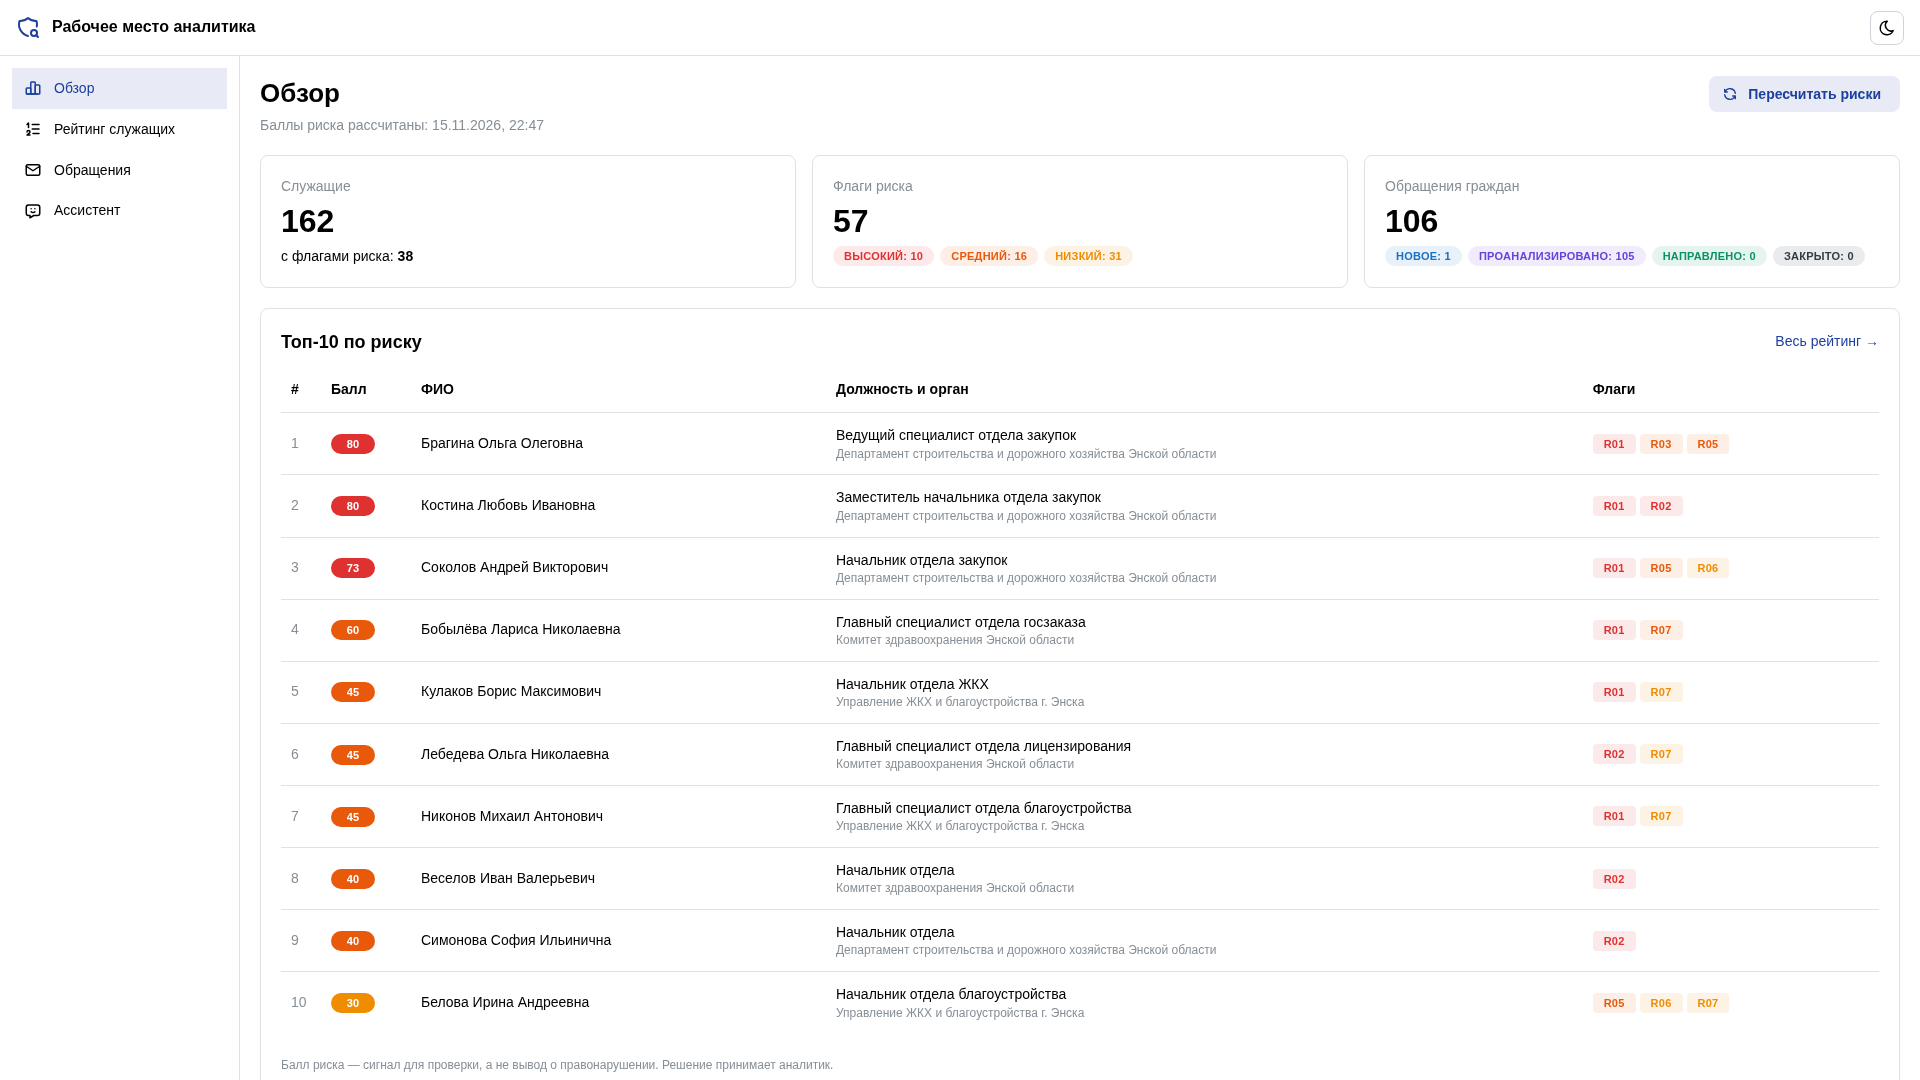 Рабочее место аналитика
Обзор
Рейтинг служащих
Обращения
Ассистент
Обзор
Баллы риска рассчитаны: 15.11.2026, 22:47
Пересчитать риски
Служащие
162
с флагами риска: 38
Флаги риска
57
ВЫСОКИЙ: 10 СРЕДНИЙ: 16 НИЗКИЙ: 31
Обращения граждан
106
НОВОЕ: 1 ПРОАНАЛИЗИРОВАНО: 105 НАПРАВЛЕНО: 0 ЗАКРЫТО: 0
Топ-10 по риску
Весь рейтинг →
# Балл ФИО Должность и орган Флаги
1 80 Брагина Ольга Олеговна Ведущий специалист отдела закупок R01 R03 R05
Департамент строительства и дорожного хозяйства Энской области
2 80 Костина Любовь Ивановна Заместитель начальника отдела закупок R01 R02
Департамент строительства и дорожного хозяйства Энской области
3 73 Соколов Андрей Викторович Начальник отдела закупок R01 R05 R06
Департамент строительства и дорожного хозяйства Энской области
4 60 Бобылёва Лариса Николаевна Главный специалист отдела госзаказа R01 R07
Комитет здравоохранения Энской области
5 45 Кулаков Борис Максимович Начальник отдела ЖКХ R01 R07
Управление ЖКХ и благоустройства г. Энска
6 45 Лебедева Ольга Николаевна Главный специалист отдела лицензирования R02 R07
Комитет здравоохранения Энской области
7 45 Никонов Михаил Антонович Главный специалист отдела благоустройства R01 R07
Управление ЖКХ и благоустройства г. Энска
8 40 Веселов Иван Валерьевич Начальник отдела R02
Комитет здравоохранения Энской области
9 40 Симонова София Ильинична Начальник отдела R02
Департамент строительства и дорожного хозяйства Энской области
10 30 Белова Ирина Андреевна Начальник отдела благоустройства R05 R06 R07
Управление ЖКХ и благоустройства г. Энска
Балл риска — сигнал для проверки, а не вывод о правонарушении. Решение принимает аналитик.